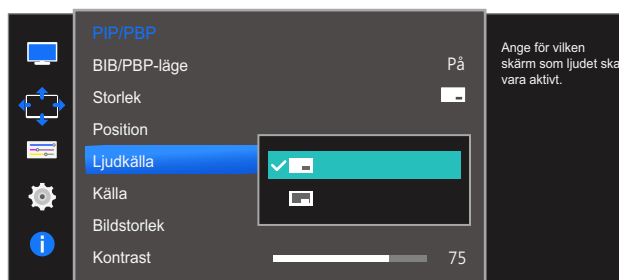 PIP/PBP
BIB/PBP-läge På
Storlek
Position
Ljudkälla
Källa
Bildstorlek
Kontrast 75
Ange för vilken
skärm som ljudet ska
vara aktivt.